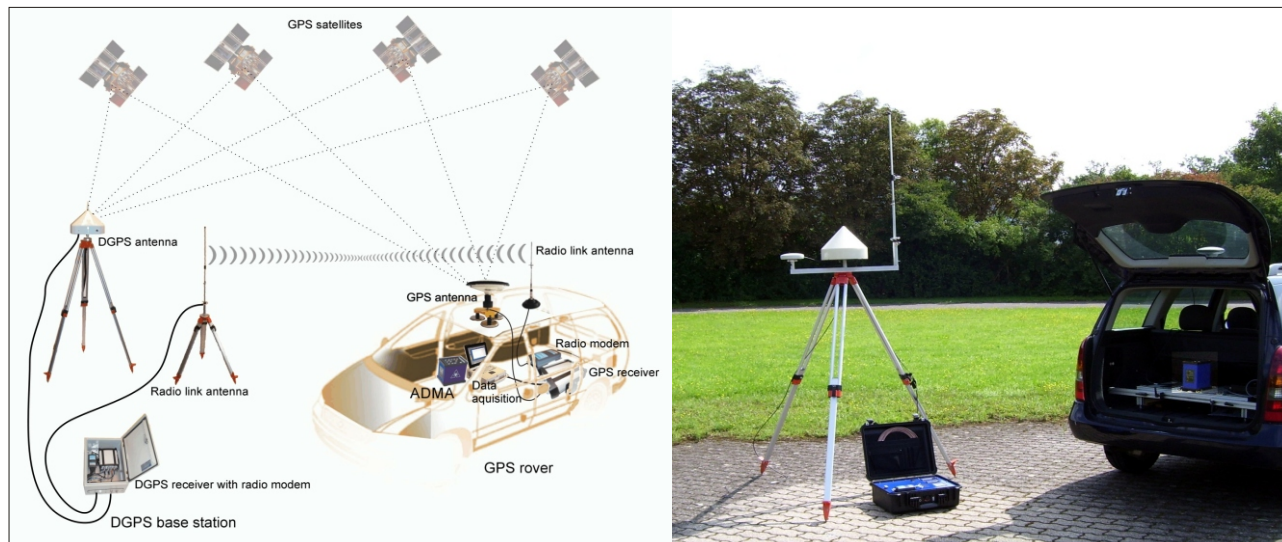 GPS satellites
DGPS antenna
Radio link antenna
GPS antenna
Radio modem
GPS receiver
ADMA
Data
aquisition
Radio link antenna
GPS rover
DGPS receiver with radio modem
DGPS base station